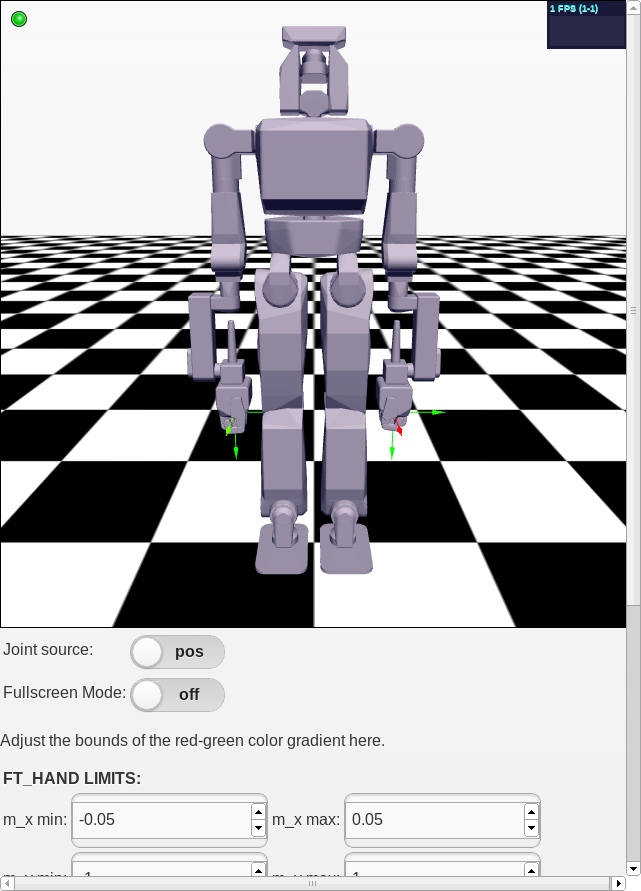 1 FPS (1-1)
Joint source: pos
Fullscreen Mode: off
Adjust the bounds of the red-green color gradient here.
FT_HAND LIMITS:
m_x min: -0.05 m_x max: 0.05